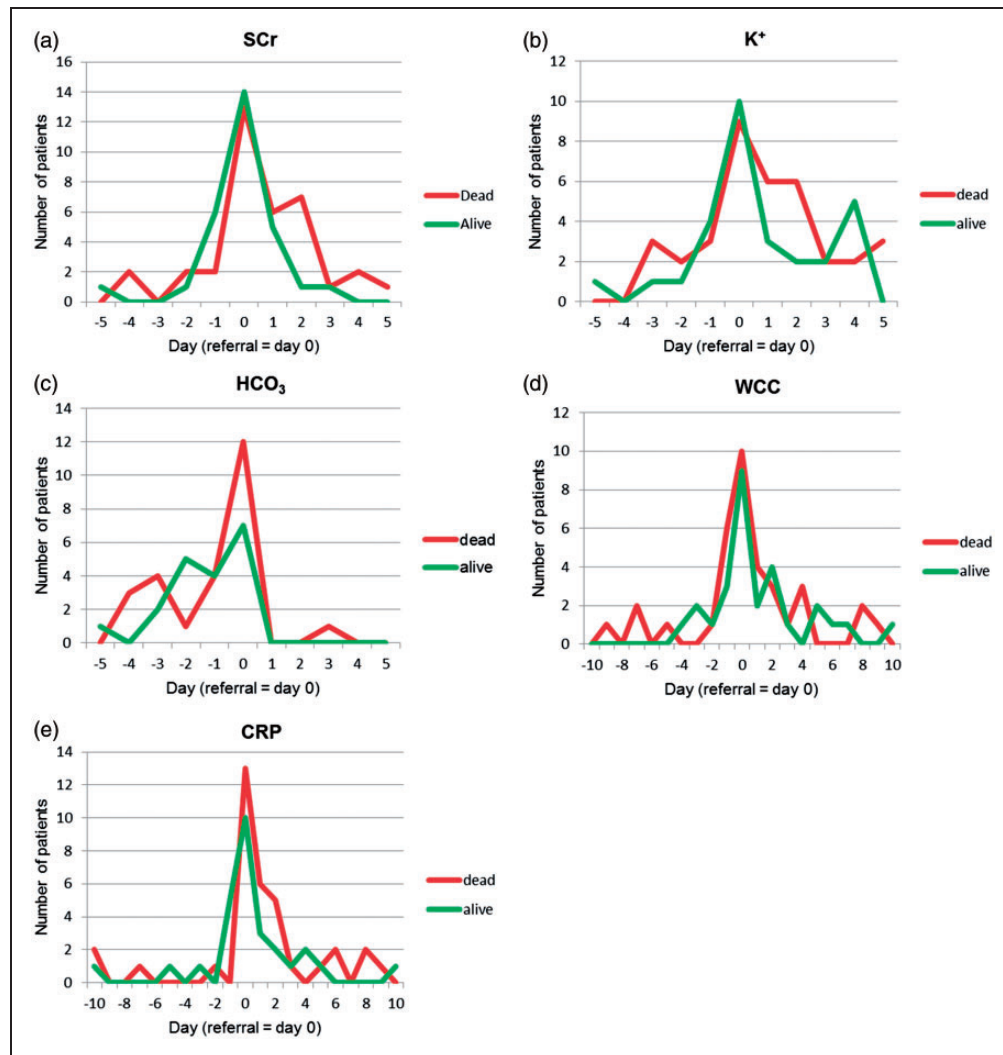 (a)
SCr
16
14
12
10
8
6
4
2
0
-5 -4 -3 -2 -1 0 1 2 3 4 5
Number of patients
Day (referral = day 0)
Dead
Alive
(b)
K⁺
12
10
8
6
4
2
0
-5 -4 -3 -2 -1 0 1 2 3 4 5
Number of patients
Day (referral = day 0)
dead
alive
(c)
HCO₃
14
12
10
8
6
4
2
0
-5 -4 -3 -2 -1 0 1 2 3 4 5
Number of patients
Day (referral = day 0)
dead
alive
(d)
WCC
12
10
8
6
4
2
0
-10 -8 -6 -4 -2 0 2 4 6 8 10
Number of patients
Day (referral = day 0)
dead
alive
(e)
CRP
14
12
10
8
6
4
2
0
-10 -8 -6 -4 -2 0 2 4 6 8 10
Number of patients
Day (referral = day 0)
dead
alive